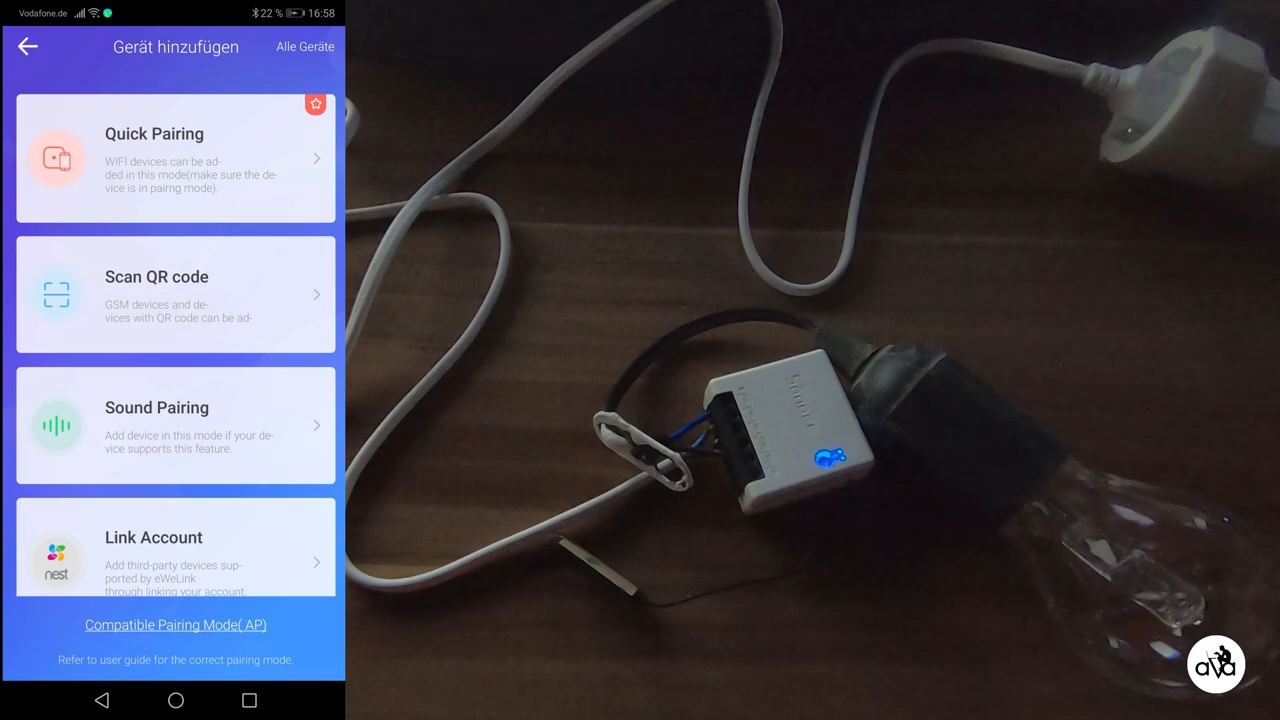 Vodafone.de
22 %
16:58
Gerät hinzufügen
Alle Geräte
Quick Pairing
WIFI devices can be ad-
ded in this mode(make sure the de-
vice is in pairng mode).
Scan QR code
GSM devices and de-
vices with QR code can be ad-
Sound Pairing
Add device in this mode if your de-
vice supports this feature.
Link Account
nest
Add third-party devices sup-
ported by eWeLink
through linking your account.
Compatible Pairing Mode( AP)
Refer to user guide for the correct pairing mode.
ava